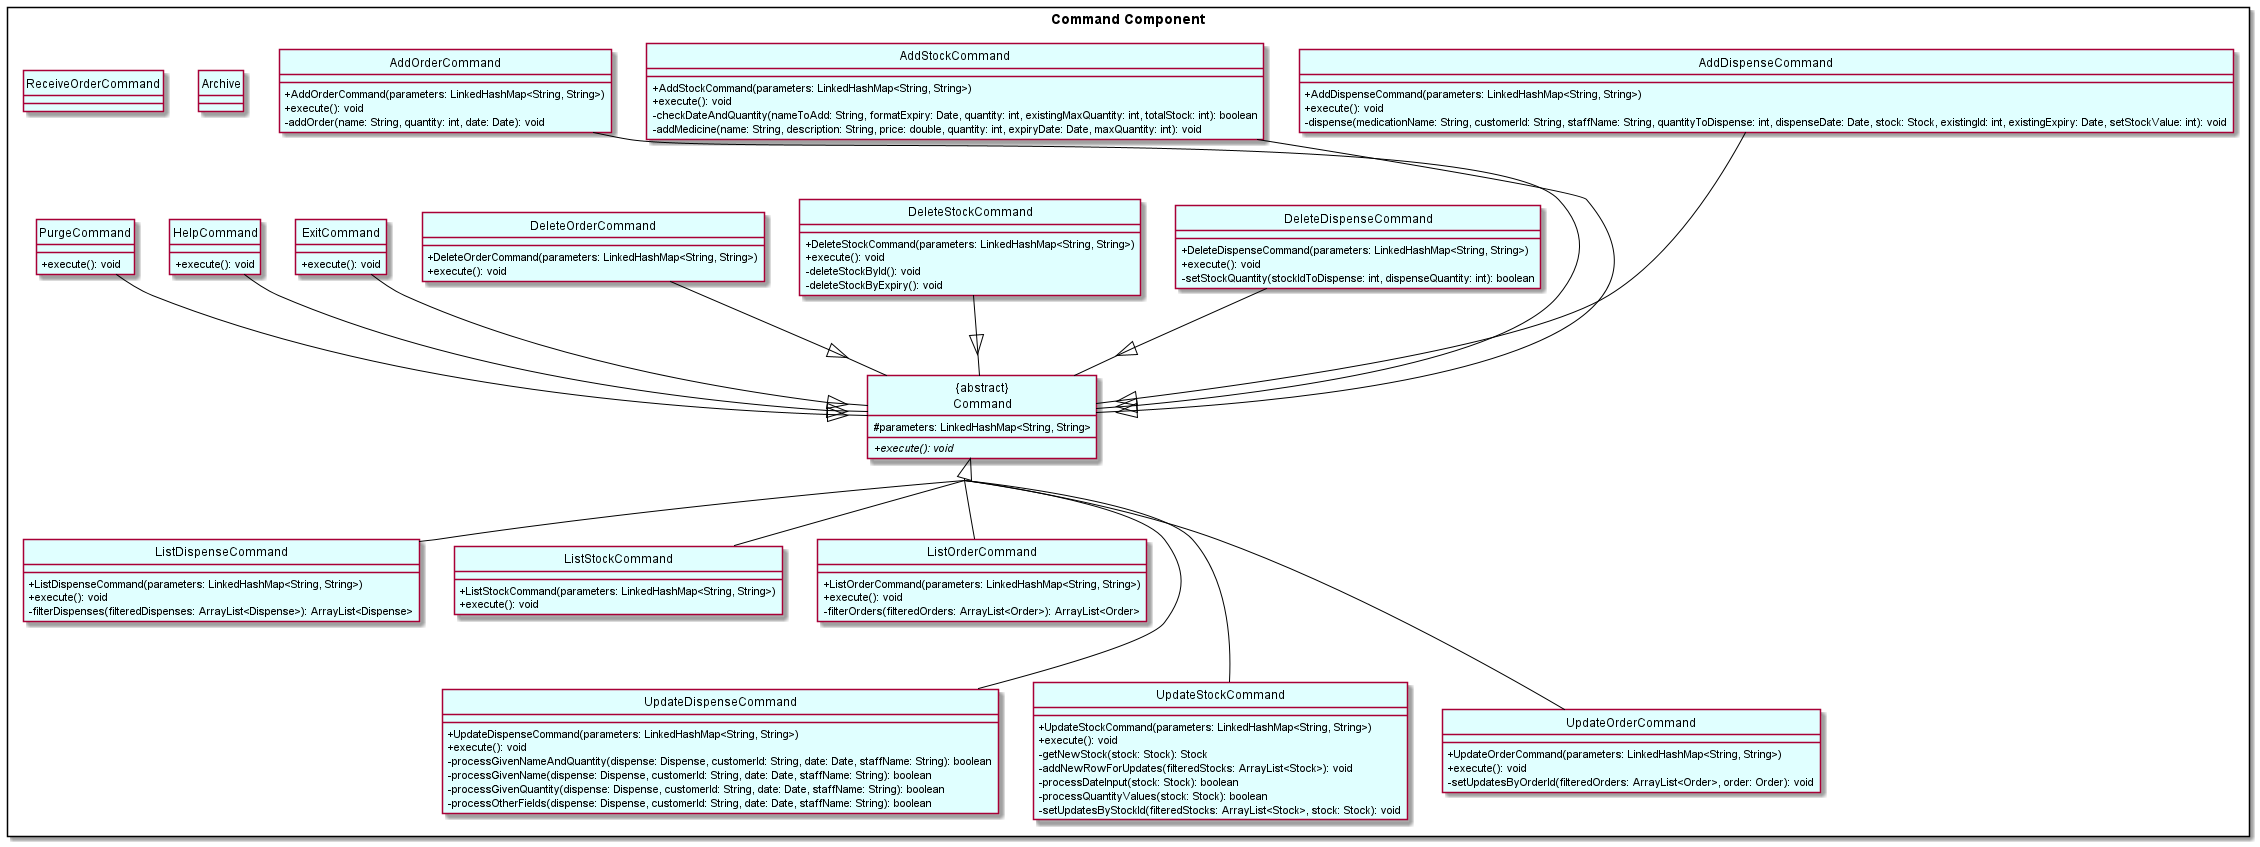 Command Component
ReceiveOrderCommand
Archive
AddOrderCommand
+AddOrderCommand(parameters: LinkedHashMap<String, String>)
+execute(): void
-addOrder(name: String, quantity: int, date: Date): void
AddStockCommand
+AddStockCommand(parameters: LinkedHashMap<String, String>)
+execute(): void
-checkDateAndQuantity(nameToAdd: String, formatExpiry: Date, quantity: int, existingMaxQuantity: int, totalStock: int): boolean
-addMedicine(name: String, description: String, price: double, quantity: int, expiryDate: Date, maxQuantity: int): void
AddDispenseCommand
+AddDispenseCommand(parameters: LinkedHashMap<String, String>)
+execute(): void
-dispense(medicationName: String, customerId: String, staffName: String, quantityToDispense: int, dispenseDate: Date, stock: Stock, existingId: int, existingExpiry: Date, setStockValue: int): void
PurgeCommand
+execute(): void
HelpCommand
+execute(): void
ExitCommand
+execute(): void
DeleteOrderCommand
+DeleteOrderCommand(parameters: LinkedHashMap<String, String>)
+execute(): void
DeleteStockCommand
+DeleteStockCommand(parameters: LinkedHashMap<String, String>)
+execute(): void
-deleteStockById(): void
-deleteStockByExpiry(): void
DeleteDispenseCommand
+DeleteDispenseCommand(parameters: LinkedHashMap<String, String>)
+execute(): void
-setStockQuantity(stockIdToDispense: int, dispenseQuantity: int): boolean
{abstract}
Command
#parameters: LinkedHashMap<String, String>
+execute(): void
ListDispenseCommand
+ListDispenseCommand(parameters: LinkedHashMap<String, String>)
+execute(): void
-filterDispenses(filteredDispenses: ArrayList<Dispense>): ArrayList<Dispense>
ListStockCommand
+ListStockCommand(parameters: LinkedHashMap<String, String>)
+execute(): void
ListOrderCommand
+ListOrderCommand(parameters: LinkedHashMap<String, String>)
+execute(): void
-filterOrders(filteredOrders: ArrayList<Order>): ArrayList<Order>
UpdateDispenseCommand
+UpdateDispenseCommand(parameters: LinkedHashMap<String, String>)
+execute(): void
-processGivenNameAndQuantity(dispense: Dispense, customerId: String, date: Date, staffName: String): boolean
-processGivenName(dispense: Dispense, customerId: String, date: Date, staffName: String): boolean
-processGivenQuantity(dispense: Dispense, customerId: String, date: Date, staffName: String): boolean
-processOtherFields(dispense: Dispense, customerId: String, date: Date, staffName: String): boolean
UpdateStockCommand
+UpdateStockCommand(parameters: LinkedHashMap<String, String>)
+execute(): void
-getNewStock(stock: Stock): Stock
-addNewRowForUpdates(filteredStocks: ArrayList<Stock>): void
-processDateInput(stock: Stock): boolean
-processQuantityValues(stock: Stock): boolean
-setUpdatesByStockId(filteredStocks: ArrayList<Stock>, stock: Stock): void
UpdateOrderCommand
+UpdateOrderCommand(parameters: LinkedHashMap<String, String>)
+execute(): void
-setUpdatesByOrderId(filteredOrders: ArrayList<Order>, order: Order): void